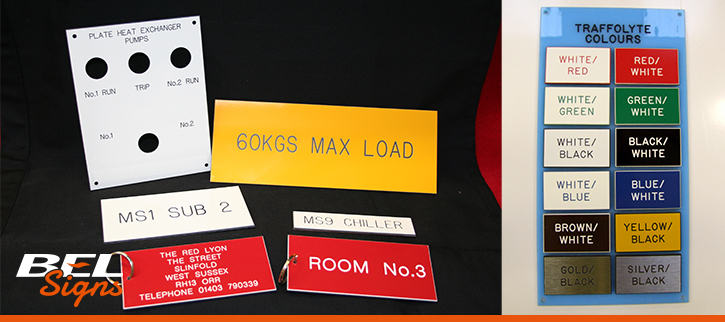 PLATE HEAT EXCHANGER
PUMPS
No.1 RUN
TRIP
No.2 RUN
No.1
No.2
60KGS MAX LOAD
MS1 SUB 2
MS9 CHILLER
THE RED LYON
THE STREET
SLINFOLD
WEST SUSSEX
RH13 ORR
TELEPHONE 01403 790339
ROOM No.3
BEL
Signs
TRAFFOLYTE
COLOURS
WHITE/
RED
RED/
WHITE
WHITE/
GREEN
GREEN/
WHITE
WHITE/
BLACK
BLACK/
WHITE
WHITE/
BLUE
BLUE/
WHITE
BROWN/
WHITE
YELLOW/
BLACK
GOLD/
BLACK
SILVER/
BLACK